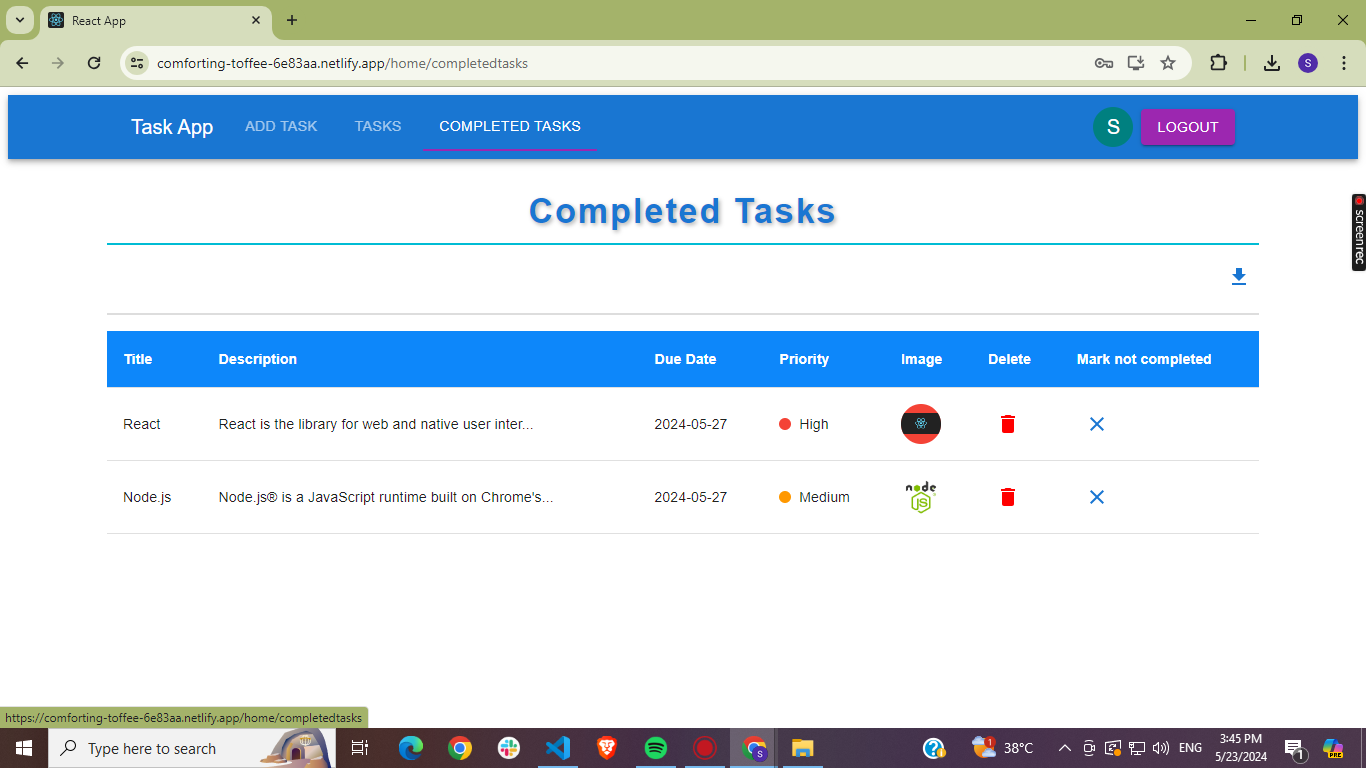 React App
comforting-toffee-6e83aa.netlify.app/home/completedtasks
S
Task App ADD TASK TASKS COMPLETED TASKS S LOGOUT
screenrec
Completed Tasks
Title Description Due Date Priority Image Delete Mark not completed
React React is the library for web and native user inter... 2024-05-27 High
Node.js Node.js® is a JavaScript runtime built on Chrome's... 2024-05-27 Medium node JS
https://comforting-toffee-6e83aa.netlify.app/home/completedtasks
Type here to search S ? 1 38°C ENG 3:45 PM 1 PRE
5/23/2024